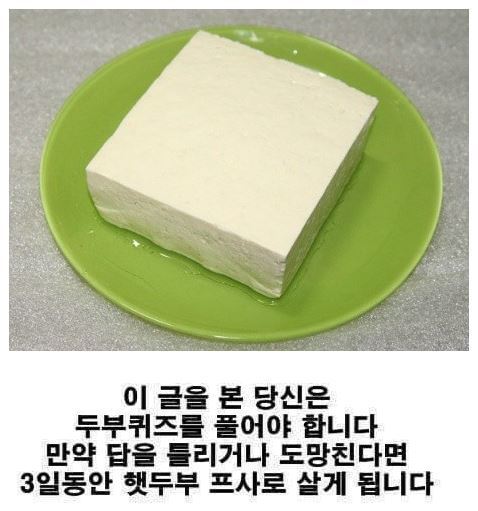 이 글을 본 당신은
두부퀴즈를 풀어야 합니다
만약 답을 틀리거나 도망친다면
3일동안 햇두부 프사로 살게 됩니다